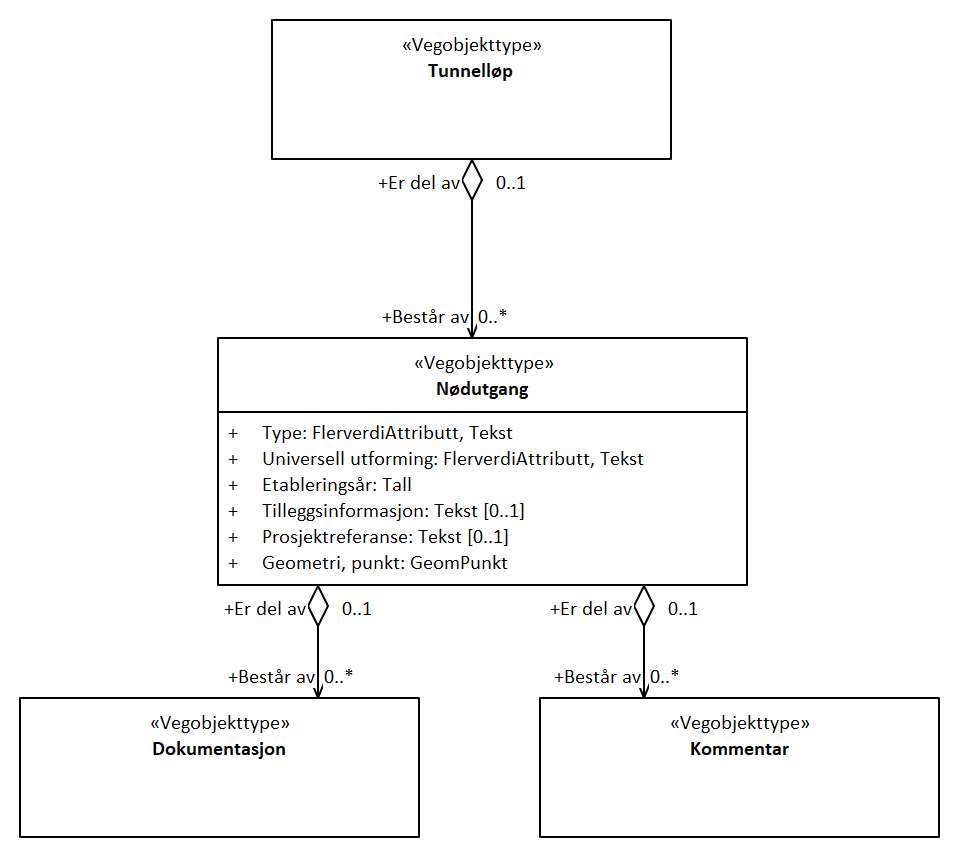 «Vegobjekttype»
Tunnelløp
+Er del av 0..1
+Består av 0..*
«Vegobjekttype»
Nødutgang
+ Type: FlerverdiAttributt, Tekst
+ Universell utforming: FlerverdiAttributt, Tekst
+ Etableringsår: Tall
+ Tilleggsinformasjon: Tekst [0..1]
+ Prosjektreferanse: Tekst [0..1]
+ Geometri, punkt: GeomPunkt
+Er del av 0..1
+Er del av 0..1
+Består av 0..*
+Består av 0..*
«Vegobjekttype»
Dokumentasjon
«Vegobjekttype»
Kommentar